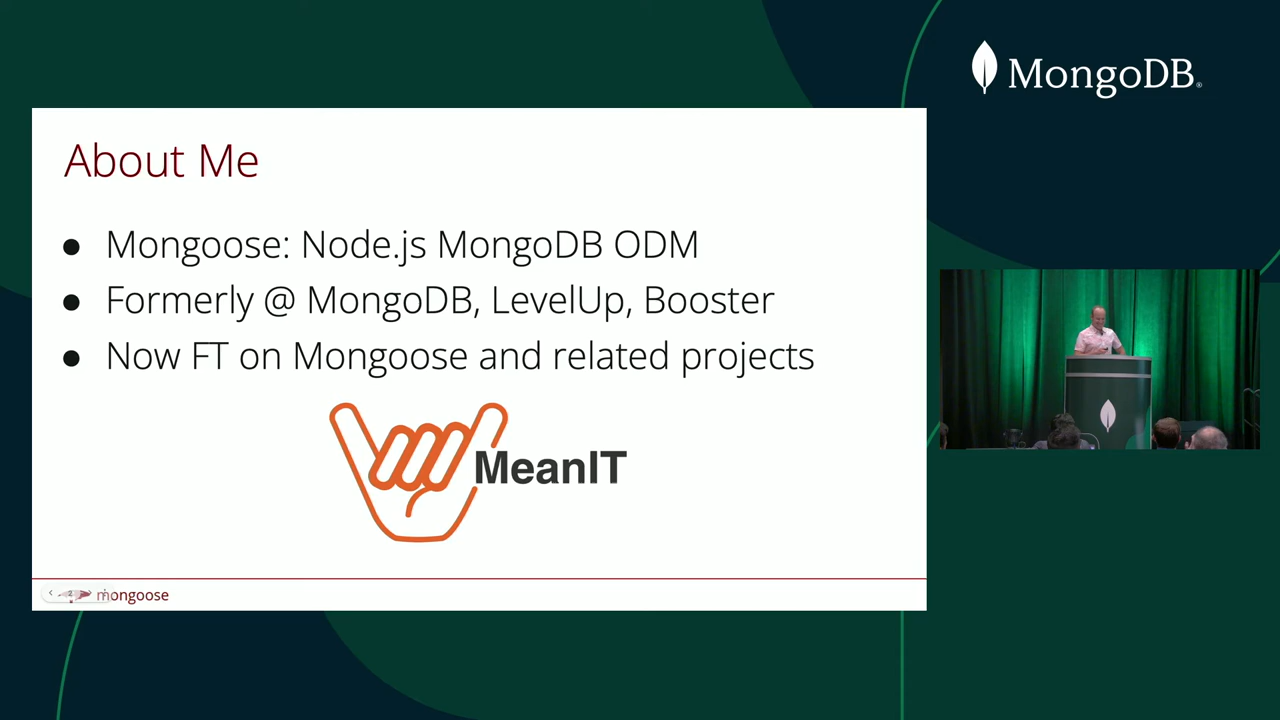 MongoDB®
About Me
● Mongoose: Node.js MongoDB ODM
● Formerly @ MongoDB, LevelUp, Booster
● Now FT on Mongoose and related projects
MeanIT
mongoose